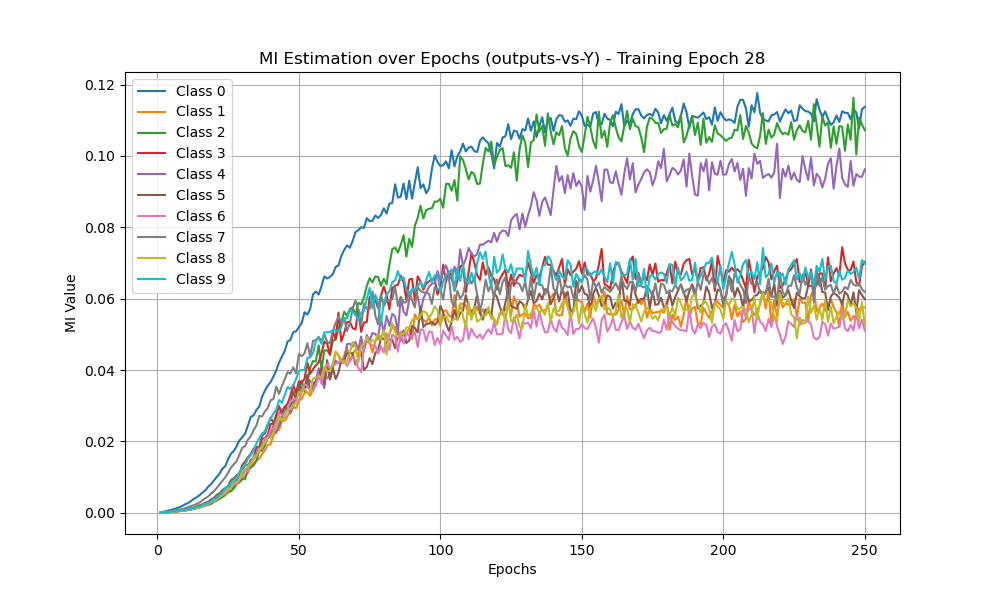 MI Estimation over Epochs (outputs-vs-Y) - Training Epoch 28
MI Value
0.12
0.10
0.08
0.06
0.04
0.02
0.00
Class 0
Class 1
Class 2
Class 3
Class 4
Class 5
Class 6
Class 7
Class 8
Class 9
0 50 100 150 200 250
Epochs